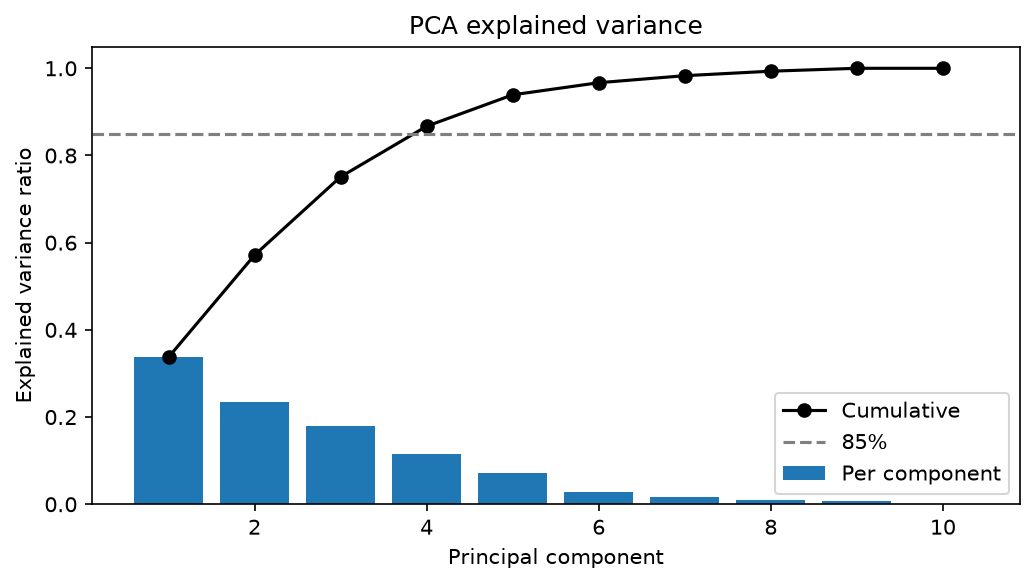 PCA explained variance
Explained variance ratio
1.0
0.8
0.6
0.4
0.2
0.0
2 4 6 8 10
Principal component
Cumulative
85%
Per component